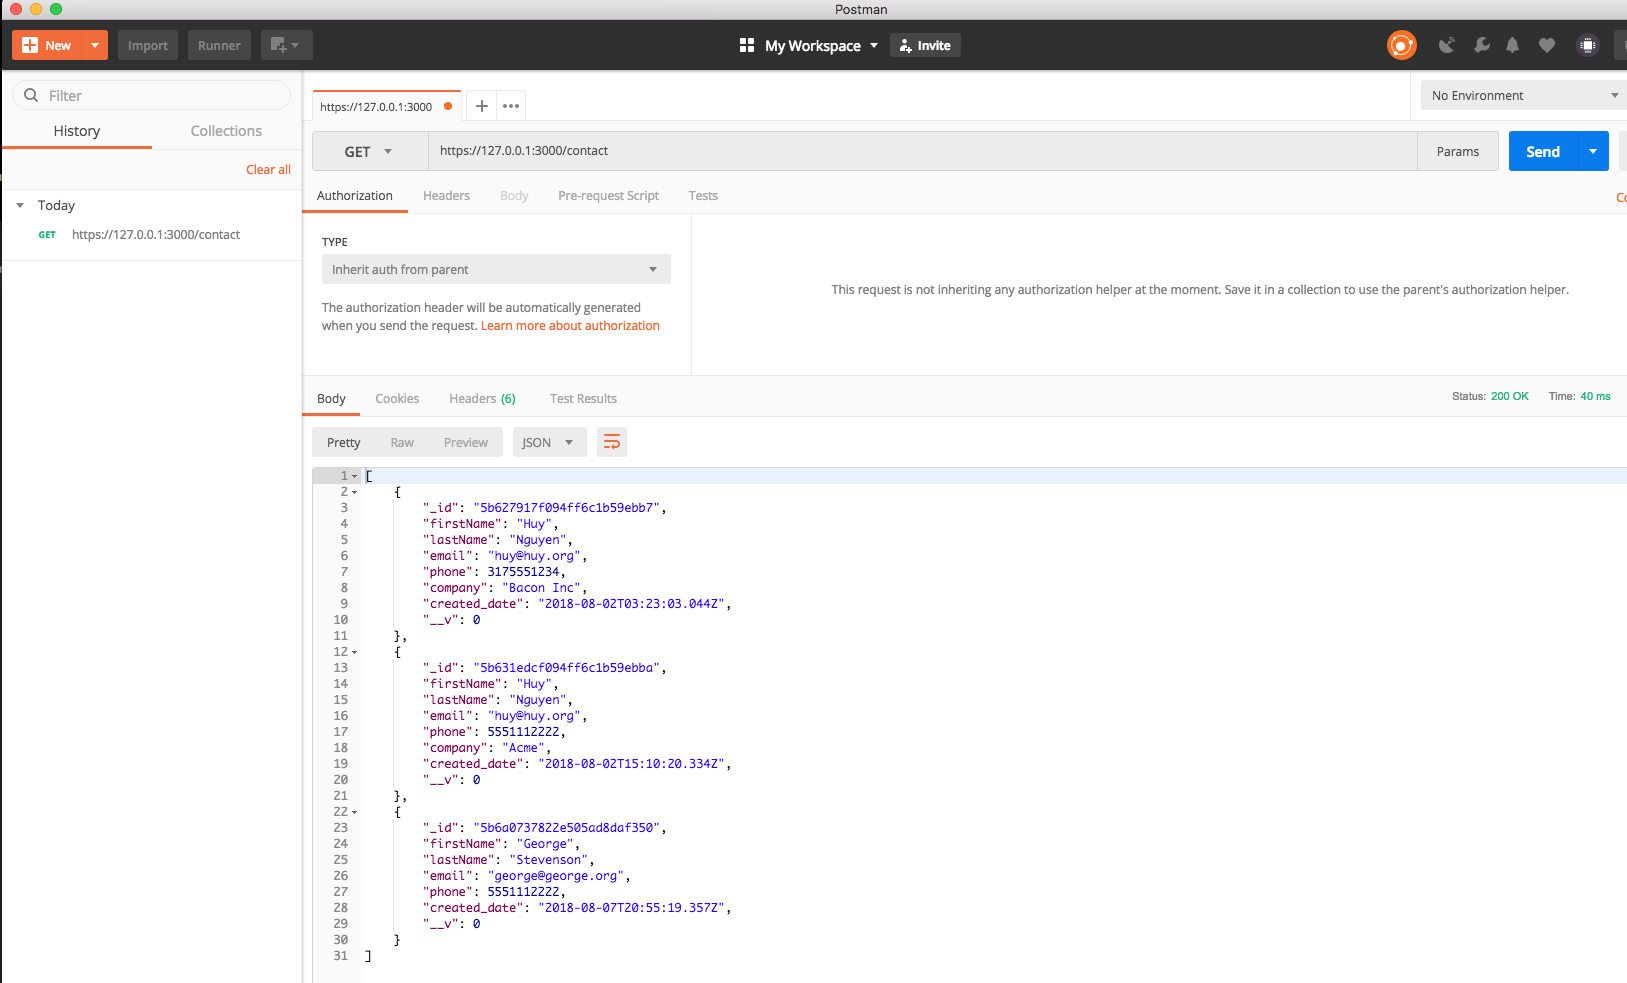 Postman
New
Import
Runner
My Workspace
Invite
Filter
History
Collections
Clear all
Today
GET https://127.0.0.1:3000/contact
https://127.0.0.1:3000
No Environment
GET
https://127.0.0.1:3000/contact
Params
Send
Authorization
Headers
Body
Pre-request Script
Tests
TYPE
Inherit auth from parent
The authorization header will be automatically generated
when you send the request. Learn more about authorization
This request is not inheriting any authorization helper at the moment. Save it in a collection to use the parent's authorization helper.
Body
Cookies
Headers (6)
Test Results
Status: 200 OK
Time: 40 ms
Pretty
Raw
Preview
JSON
1 [
2 {
3 "_id": "5b627917f094ff6c1b59ebb7",
4 "firstName": "Huy",
5 "lastName": "Nguyen",
6 "email": "huy@huy.org",
7 "phone": 3175551234,
8 "company": "Bacon Inc",
9 "created_date": "2018-08-02T03:23:03.044Z",
10 "__v": 0
11 },
12 {
13 "_id": "5b631edcf094ff6c1b59ebba",
14 "firstName": "Huy",
15 "lastName": "Nguyen",
16 "email": "huy@huy.org",
17 "phone": 5551112222,
18 "company": "Acme",
19 "created_date": "2018-08-02T15:10:20.334Z",
20 "__v": 0
21 },
22 {
23 "_id": "5b6a0737822e505ad8daf350",
24 "firstName": "George",
25 "lastName": "Stevenson",
26 "email": "george@george.org",
27 "phone": 5551112222,
28 "created_date": "2018-08-07T20:55:19.357Z",
29 "__v": 0
30 }
31 ]